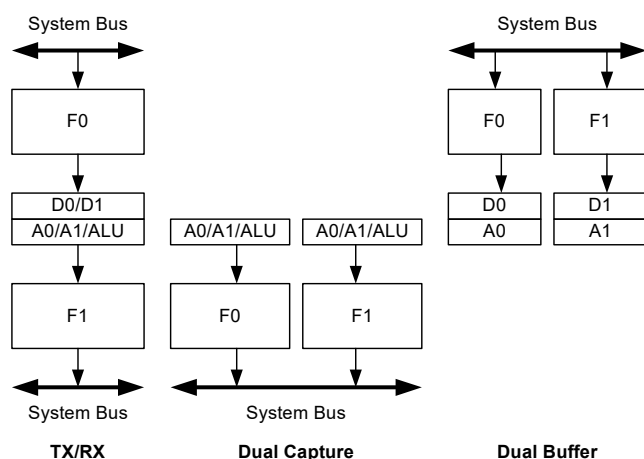 System Bus
F0
D0/D1
A0/A1/ALU
F1
System Bus
TX/RX
A0/A1/ALU
A0/A1/ALU
F0
F1
System Bus
Dual Capture
System Bus
F0
F1
D0
D1
A0
A1
Dual Buffer